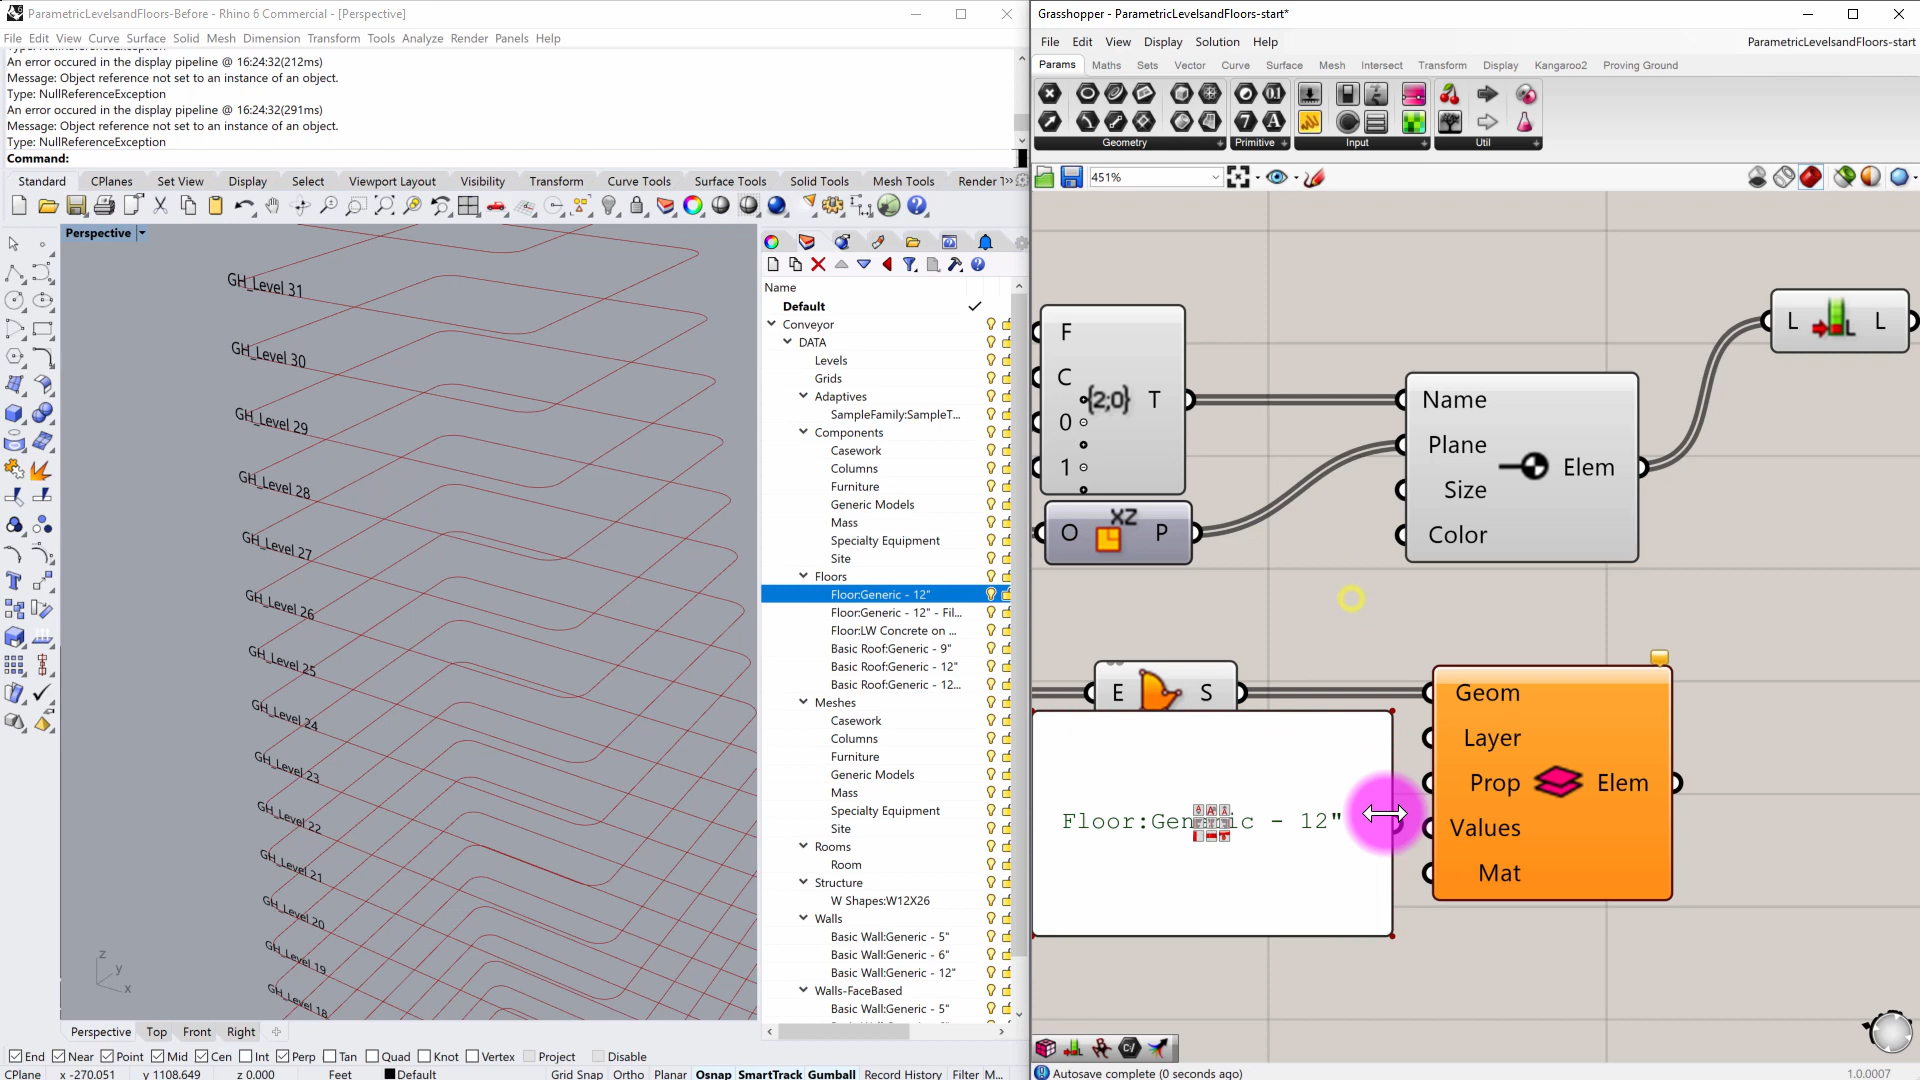 ParametricLevelsandFloors-Before - Rhino 6 Commercial - [Perspective]
File Edit View Curve Surface Solid Mesh Dimension Transform Tools Analyze Render Panels Help
An error occured in the display pipeline @ 16:24:32(212ms)
Message: Object reference not set to an instance of an object.
Type: NullReferenceException
An error occured in the display pipeline @ 16:24:32(291ms)
Message: Object reference not set to an instance of an object.
Type: NullReferenceException
Command:
Standard CPlanes Set View Display Select Viewport Layout Visibility Transform Curve Tools Surface Tools Solid Tools Mesh Tools
Perspective
GH_Level 31
GH_Level 30
GH_Level 29
GH_Level 28
GH_Level 27
GH_Level 26
GH_Level 25
GH_Level 24
GH_Level 23
GH_Level 22
GH_Level 21
GH_Level 20
GH_Level 19
GH_Level 18
z
y
x
Name
Default
Conveyor
DATA
Levels
Grids
Adaptives
SampleFamily:SampleT...
Components
Casework
Columns
Furniture
Generic Models
Mass
Specialty Equipment
Site
Floors
Floor:Generic - 12"
Floor:Generic - 12" - Fil...
Floor:LW Concrete on ...
Basic Roof:Generic - 9"
Basic Roof:Generic - 12"
Basic Roof:Generic - 12...
Meshes
Casework
Columns
Furniture
Generic Models
Mass
Specialty Equipment
Site
Rooms
Room
Structure
W Shapes:W12X26
Walls
Basic Wall:Generic - 5"
Basic Wall:Generic - 6"
Basic Wall:Generic - 12"
Walls-FaceBased
Basic Wall:Generic - 5"
Perspective Top Front Right
End Near Point Mid Cen Int Perp Tan Quad Knot Vertex Project Disable
CPlane x -270.051 y 1108.649 z 0.000 Feet Default Grid Snap Ortho Planar Osnap SmartTrack Gumball Record History Filter M...
Grasshopper - ParametricLevelsandFloors-start*
File Edit View Display Solution Help
ParametricLevelsandFloors-start
Params Maths Sets Vector Curve Surface Mesh Intersect Transform Display Kangaroo2 Proving Ground
Geometry Primitive Input Util
451%
F
C
0
1
{2;0} T
O XZ P
Name
Plane
Size
Color
Elem
L L L
E S
Floor:Generic - 12"
Geom
Layer
Prop
Values
Mat
Elem
Autosave complete (0 seconds ago)
1.0.0007